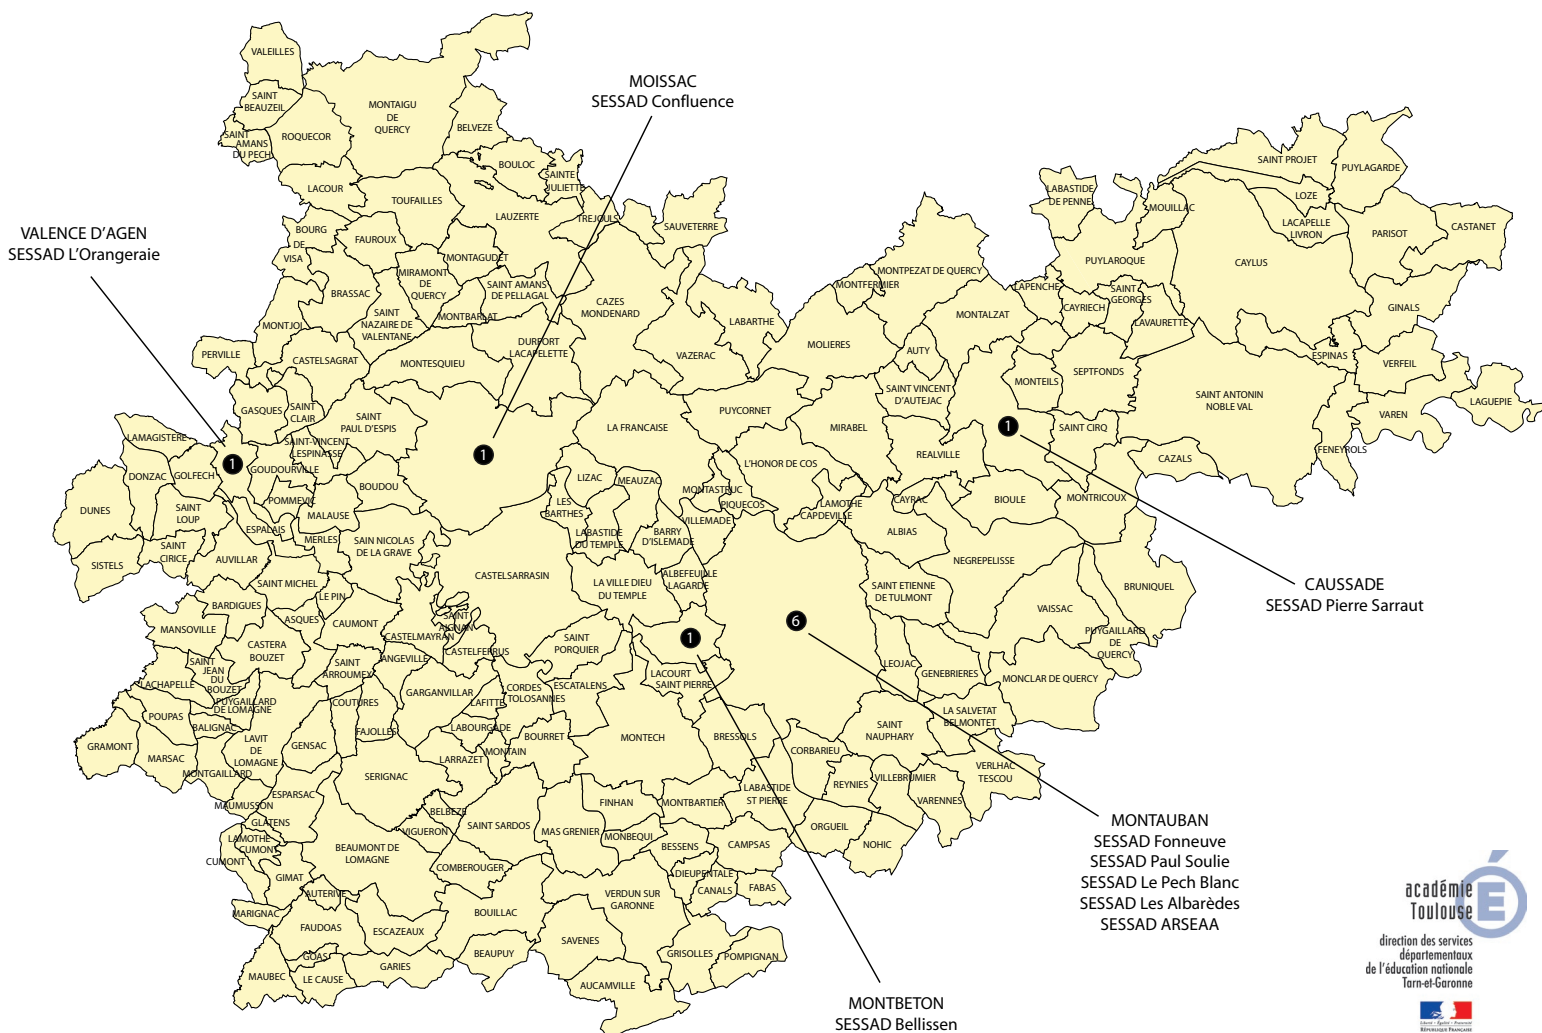 VALEILLES
SAINT
BEAUZEIL
SAINT
AMANS
DU PECH
ROQUECOR
MONTAIGU
DE
QUERCY
BELVEZE
MOISSAC
SESSAD Confluence
BOULOC
SAINTE
JULIETTE
LACOUR
TOUFAILLES
LAUZERTE
TREJOULS
SAUVETERRE
VALENCE D'AGEN
SESSAD L'Orangeraie
BOURG
DE
VISA
FAUROUX
MONTAGUDET
MIRAMONT
DE
QUERCY
SAINT AMANS
DE PELLAGAL
BRASSAC
SAINT
NAZAIRE DE
VALENTANE
MONTBARLAT
CAZES
MONDENARD
MONTJOI
PERVILLE
CASTELSAGRAT
MONTESQUIEU
DURFORT
LACAPELETTE
VAZERAC
LABARTHE
MOLIERES
MONTFERMIER
MONTPEZAT DE QUERCY
MONTALZAT
AUTY
LAPENCHE
CAYRIECH
SAINT
GEORGES
LAVAURETTE
PUYLAROQUE
LABASTIDE
DE PENNE
MOUILLAC
SAINT PROJET
PUYLAGARDE
LOZE
LACAPELLE
LIVRON
PARISOT
CASTANET
CAYLUS
GINALS
ESPINAS
VERFEIL
VAREN
LAGUEPIE
FENEYROLS
SAINT ANTONIN
NOBLE VAL
SEPTFONDS
MONTEILS
SAINT CIRQ
CAZALS
MONTRICOUX
1
SAINT VINCENT
D'AUTEJAC
MIRABEL
REALVILLE
BIOULE
CAYRAC
ALBIAS
NEGREPELISSE
BRUNIQUEL
VAISSAC
PUYGAILLARD
DE
QUERCY
SAINT ETIENNE
DE TULMONT
LEOJAC
GENEBRIERES
MONCLAR DE QUERCY
LA SALVETAT
BELMONTET
SAINT
NAUPHARY
VERLHAC
TESCOU
CAUSSADE
SESSAD Pierre Sarraut
PUYCORNET
LA FRANCAISE
L'HONOR DE COS
LAMOTHE
CAPDEVILLE
PIQUECOS
MONTASTRUC
VILLEMADE
MEAUZAC
LIZAC
LES
BARTHES
LABASTIDE
DU TEMPLE
BARRY
D'ISLEMADE
ALBEFEUILLE
LAGARDE
LA VILLE DIEU
DU TEMPLE
6
1
1
GASQUES
SAINT
CLAIR
SAINT
PAUL D'ESPIS
SAINT-VINCENT
LESPINASSE
GOUDOURVILLE
1
LAMAGISTERE
DONZAC
GOLFECH
DUNES
SAINT
LOUP
SISTELS
SAINT
CIRICE
AUVILLAR
ESPALAIS
POMMEVIC
MALAUSE
MERLES
BOUDOU
SAIN NICOLAS
DE LA GRAVE
CASTELSARRASIN
SAINT MICHEL
LE PIN
BARDIGUES
MANSOVILLE
ASQUES
CAUMONT
CASTERA
BOUZET
SAINT
JEAN
DU
BOUZET
LACHAPELLE
PUYGAILLARD
DE LOMAGNE
POUPAS
BALIGNAC
GRAMONT
MARSAC
MONTGAILLARD
LAVIT
DE
LOMAGNE
GENSAC
MAUMUSSON
ESPARSAC
GLATENS
LAMOTHE
CUMONT
CUMONT
GIMAT
AUTERIVE
MARIGNAC
FAUDOAS
GOAS
MAUBEC
LE CAUSE
ESCAZEAUX
GARIES
BEAUMONT DE
LOMAGNE
SERIGNAC
FAJOLLES
COUTURES
SAINT
ARROUMEX
ANGEVILLE
CASTELMAYRAN
SAINT
AIGNAN
CASTELFERRUS
GARGANVILLAR
LAFITTE
CORDES
TOLOSANNES
LABOURGADE
LARRAZET
MONTAIN
BOURRET
BELBEZE
VIGUERON
COMBEROUGER
SAINT SARDOS
BOUILLAC
BEAUPUY
SAINT
PORQUIER
ESCATALENS
LACOURT
SAINT PIERRE
MONTECH
BRESSOLS
CORBARIEU
REYNIES
VILLEBRUMIER
VARENNES
NOHIC
ORGUEIL
LABASTIDE
ST PIERRE
MONTBARTIER
FINHAN
MAS GRENIER
MONBEQUI
BESSENS
CAMPSAS
DIEUPENTALE
CANALS
FABAS
VERDUN SUR
GARONNE
SAVENES
AUCAMVILLE
GRISOLLES
POMPIGNAN
MONTAUBAN
SESSAD Fonneuve
SESSAD Paul Soulie
SESSAD Le Pech Blanc
SESSAD Les Albarèdes
SESSAD ARSEAA
MONTBETON
SESSAD Bellissen
académie
Toulouse
direction des services
départementaux
de l'éducation nationale
Tarn-et-Garonne
Liberté • Égalité • Fraternité
RÉPUBLIQUE FRANÇAISE